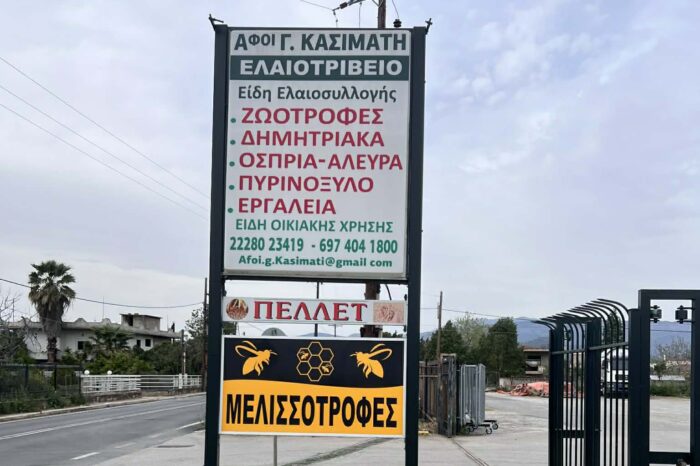 ΑΦΟΙ Γ. ΚΑΣΙΜΑΤΗ
ΕΛΑΙΟΤΡΙΒΕΙΟ
Είδη Ελαιοσυλλογής
. ΖΩΟΤΡΟΦΕΣ
. ΔΗΜΗΤΡΙΑΚΑ
. ΟΣΠΡΙΑ-ΑΛΕΥΡΑ
. ΠΥΡΙΝΟΞΥΛΟ
. ΕΡΓΑΛΕΙΑ
ΕΙΔΗ ΟΙΚΙΑΚΗΣ ΧΡΗΣΗΣ
22280 23419 - 697 404 1800
Afoi.g.Kasimati@gmail com
ΠΕΛΛΕΤ
ΜΕΛΙΣΣΟΤΡΟΦΕΣ